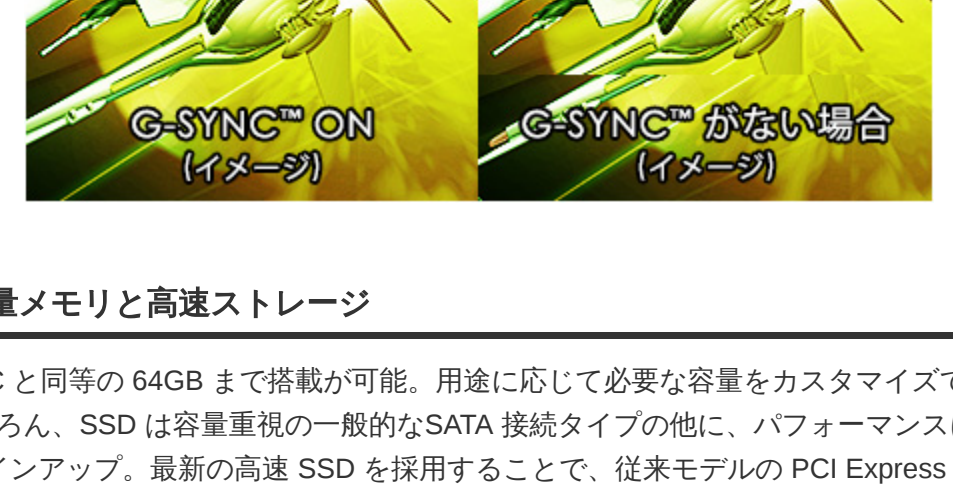 G-SYNC™ ON
(イメージ)
G-SYNC™ がない場合
(イメージ)
量メモリと高速ストレージ
と同等の 64GB まで搭載が可能。用途に応じて必要な容量をカスタマイズで
ろん、SSD は容量重視の一般的なSATA 接続タイプの他に、パフォーマンス
インアップ。最新の高速 SSD を採用することで、従来モデルの PCI Express